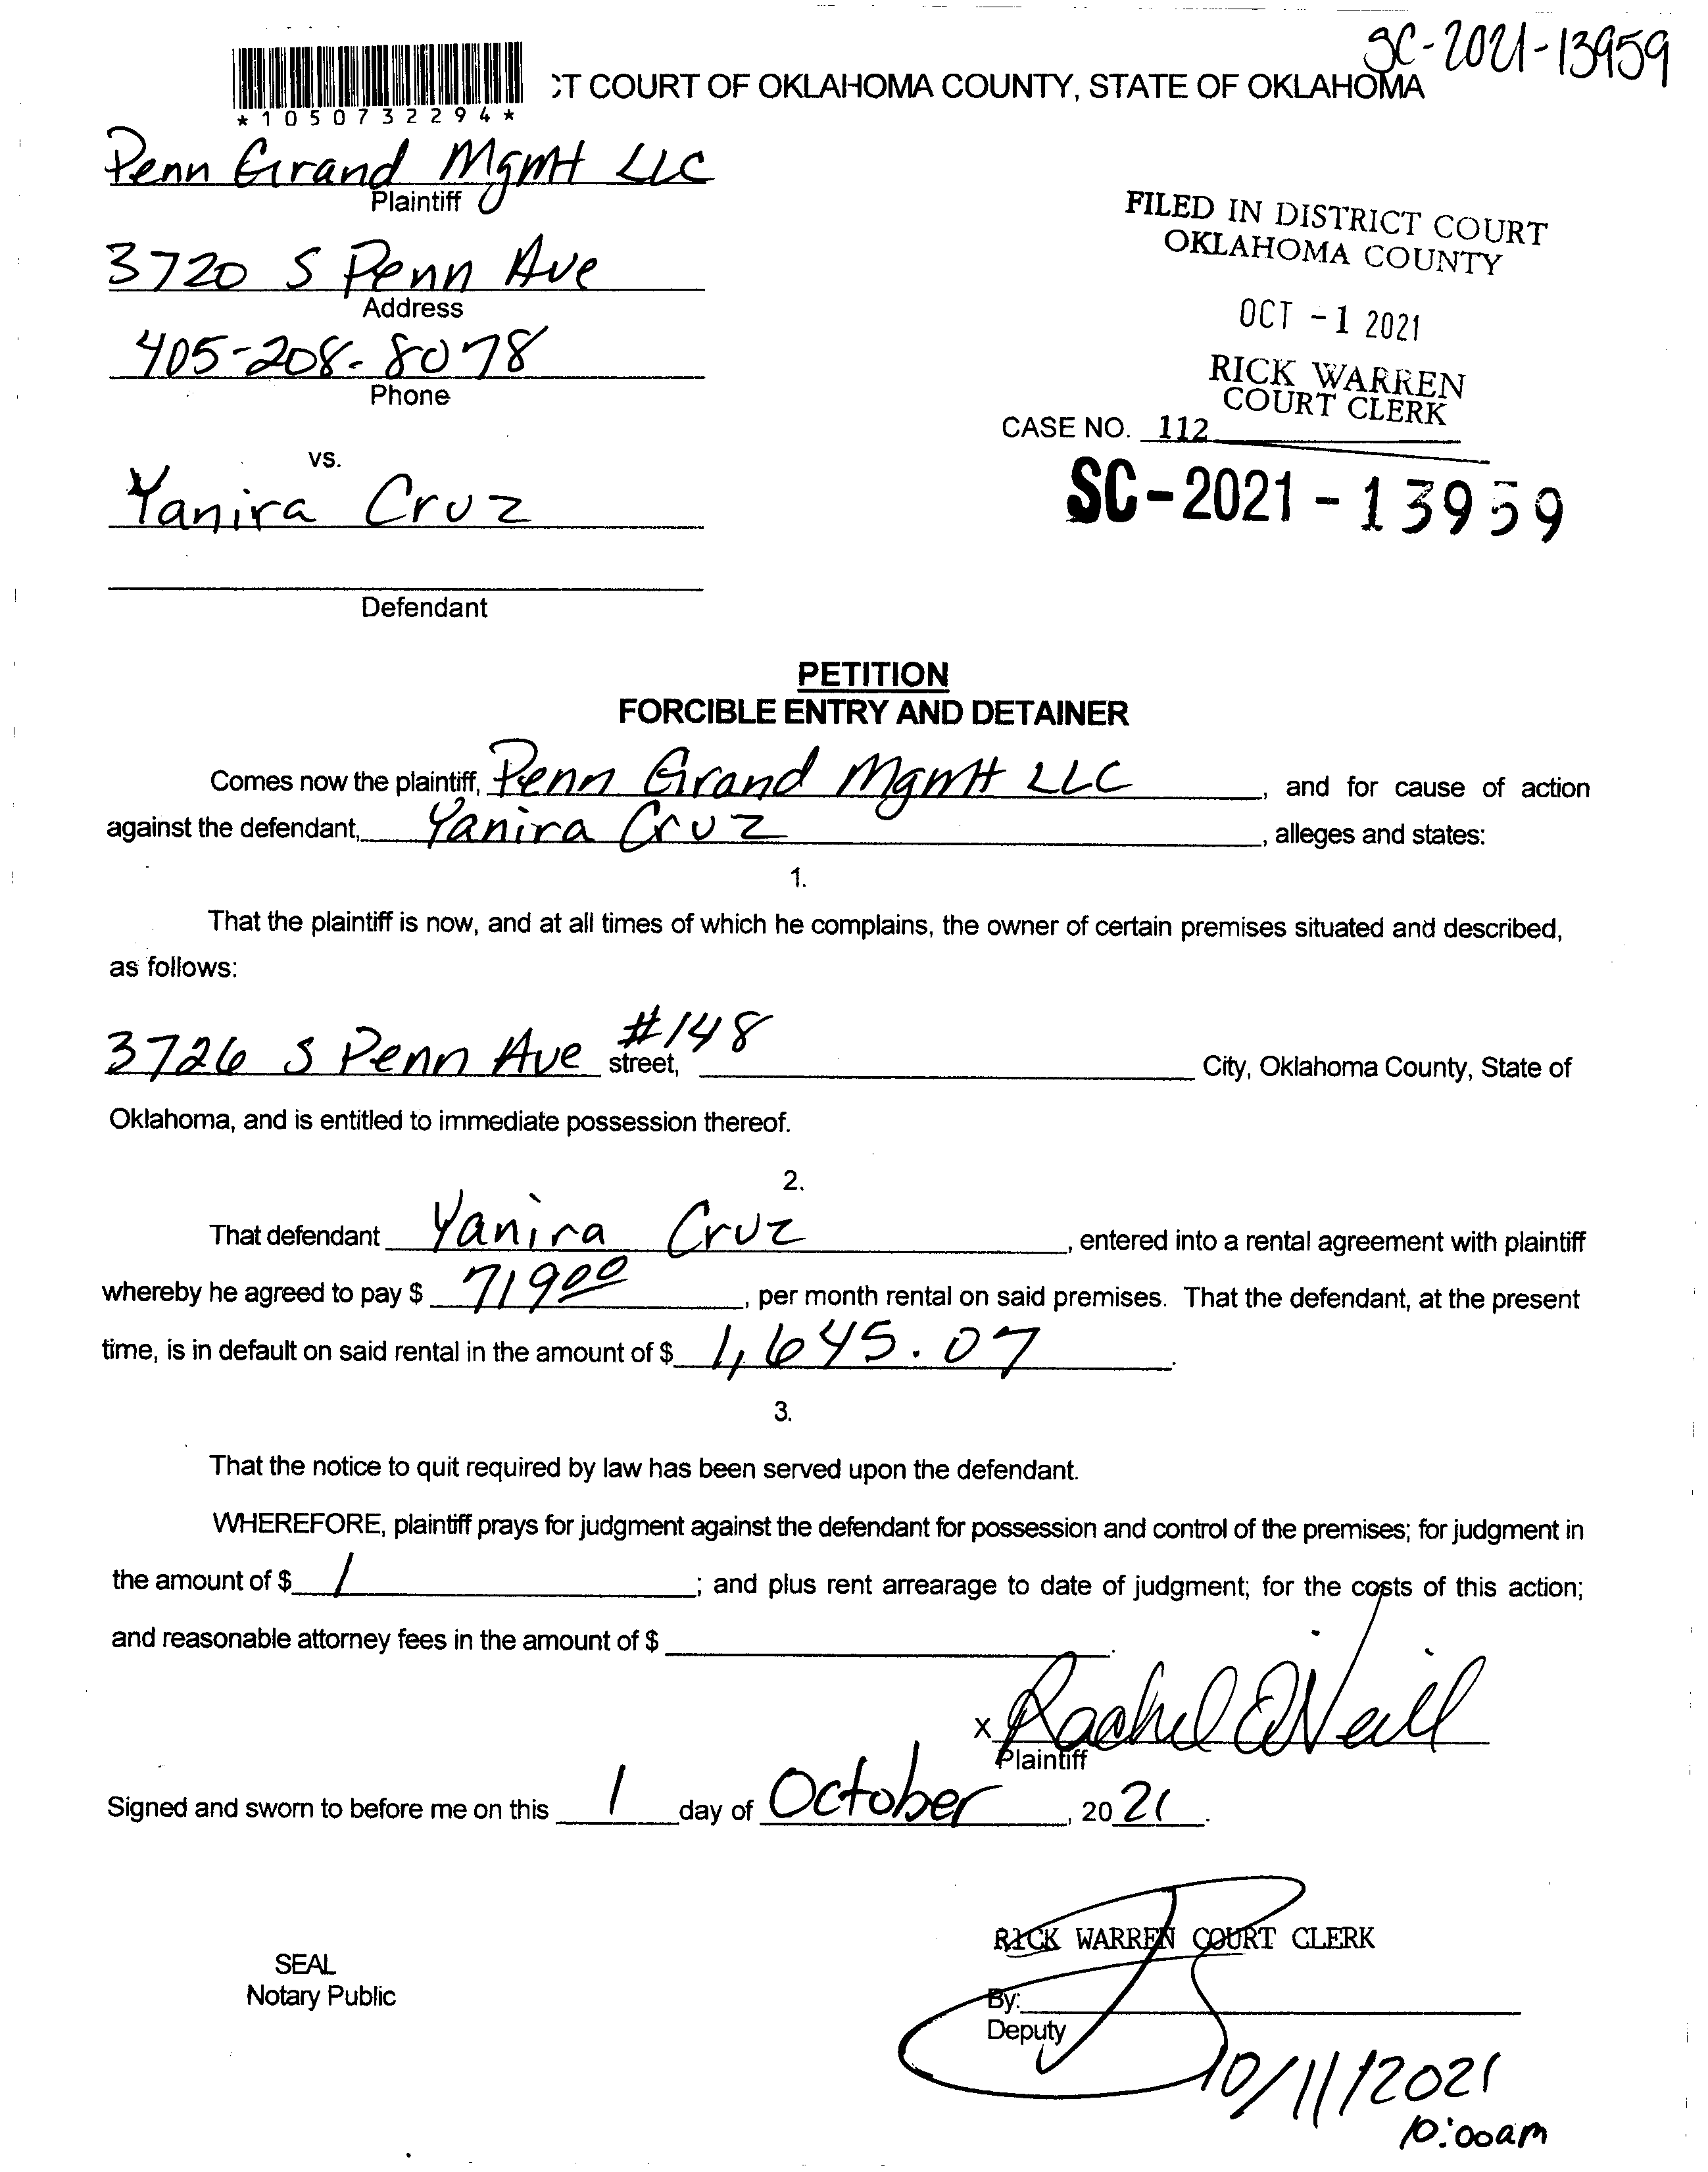 SC-2021-13959
CT COURT OF OKLAHOMA COUNTY, STATE OF OKLAHOMA
*1050732294*
Penn Grand Mgmt LLC
Plaintiff
3720 S Penn Ave
Address
405-208-8078
Phone
FILED IN DISTRICT COURT
OKLAHOMA COUNTY
OCT -1 2021
RICK WARREN
COURT CLERK
CASE NO. 112
SC-2021-13959
vs.
Yanira Cruz
Defendant
PETITION
FORCIBLE ENTRY AND DETAINER
Comes now the plaintiff, Penn Grand Mgmt LLC, and for cause of action
against the defendant, Yanira Cruz, alleges and states:
1.
That the plaintiff is now, and at all times of which he complains, the owner of certain premises situated and described,
as follows:
3726 S Penn Ave #148 street, City, Oklahoma County, State of
Oklahoma, and is entitled to immediate possession thereof.
2.
That defendant Yanira Cruz, entered into a rental agreement with plaintiff
whereby he agreed to pay $ 719.00, per month rental on said premises. That the defendant, at the present
time, is in default on said rental in the amount of $ 1,645.07.
3.
That the notice to quit required by law has been served upon the defendant.
WHEREFORE, plaintiff prays for judgment against the defendant for possession and control of the premises; for judgment in
the amount of $ /; and plus rent arrearage to date of judgment; for the costs of this action;
and reasonable attorney fees in the amount of $ .
x Rachel O'Neill
Plaintiff
Signed and sworn to before me on this 1 day of October, 2021.
RICK WARREN COURT CLERK
SEAL
Notary Public
By:
Deputy
10/11/2021
10:00am